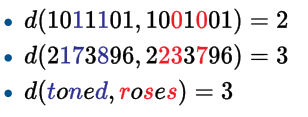 • d(1011101, 1001001) = 2
• d(2173896, 2233796) = 3
• d(toned, roses) = 3